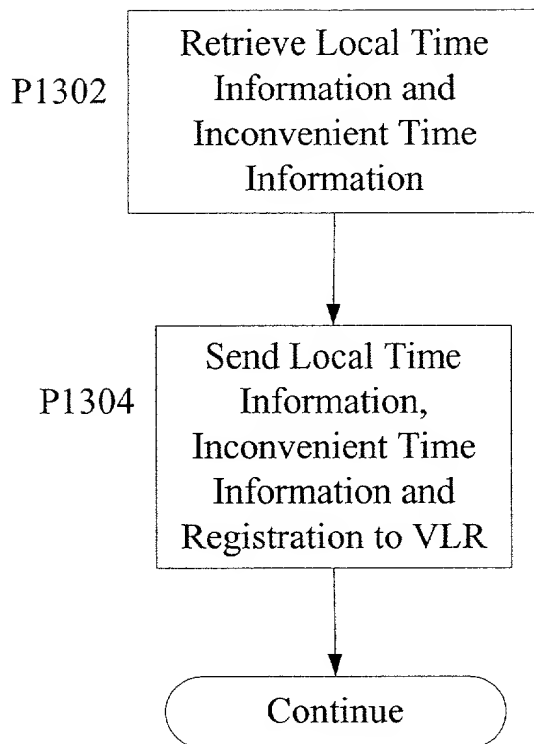 Retrieve Local Time
P1302
Information and
Inconvenient Time
Information
Send Local Time
P1304
Information,
Inconvenient Time
Information and
Registration to VLR
Continue